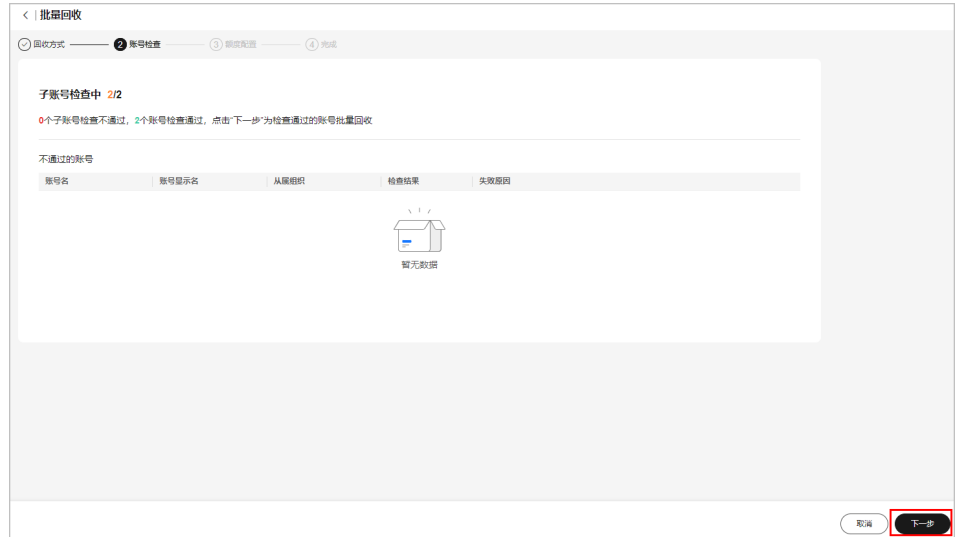 批量回收
回收方式 2 账号检查 3 额度配置 4 完成
子账号检查中 2/2
0个子账号检查不通过，2个账号检查通过，点击“下一步”为检查通过的账号批量回收
不通过的账号
账号名 账号显示名 从属组织 检查结果 失败原因
暂无数据
取消 下一步